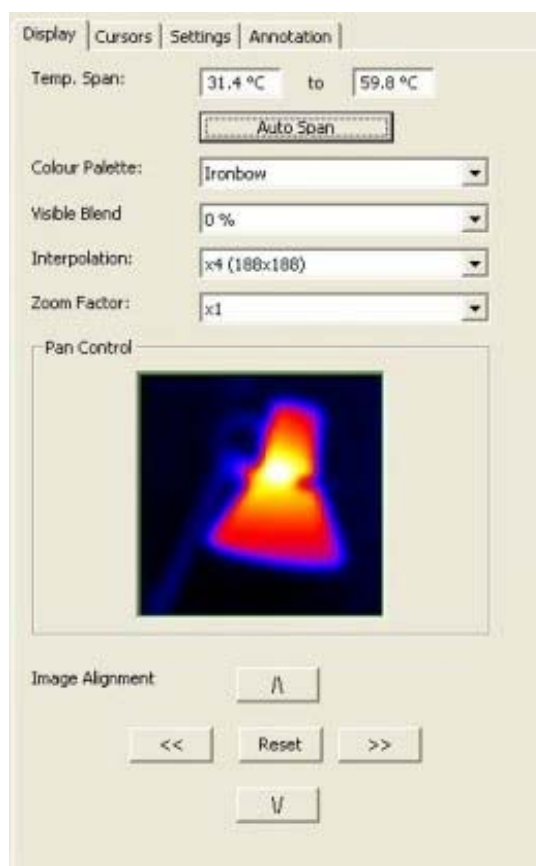 Display Cursors Settings Annotation
Temp. Span: 31.4 °C to 59.8 °C
Auto Span
Colour Palette: Ironbow
Visible Blend 0 %
Interpolation: x4 (188x188)
Zoom Factor: x1
Pan Control
Image Alignment /\
<< Reset >>
\/